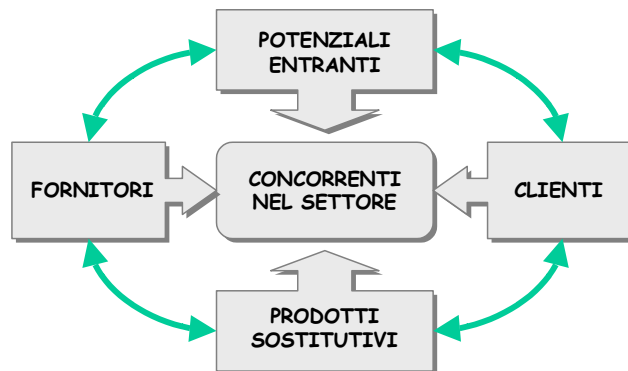 POTENZIALI
ENTRANTI
FORNITORI
CONCORRENTI
NEL SETTORE
CLIENTI
PRODOTTI
SOSTITUTIVI